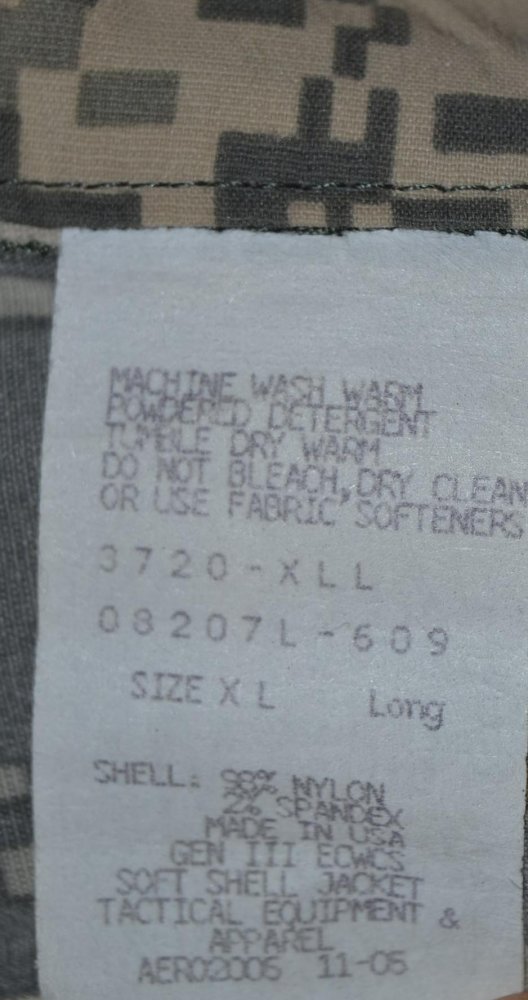 MACHINE WASH WARM
POWDERED DETERGENT
TUMBLE DRY WARM
DO NOT BLEACH, DRY CLEAN
OR USE FABRIC SOFTENERS
3720-XLL
08207L-609
SIZE XL Long
SHELL: 98% NYLON
2% SPANDEX
MADE IN USA
GEN III ECWCS
SOFT SHELL JACKET
TACTICAL EQUIPMENT &
APPAREL
AERO2006 11-05